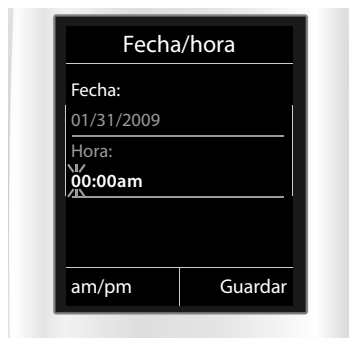 Fecha/hora
Fecha:
01/31/2009
Hora:
00:00am
am/pm Guardar